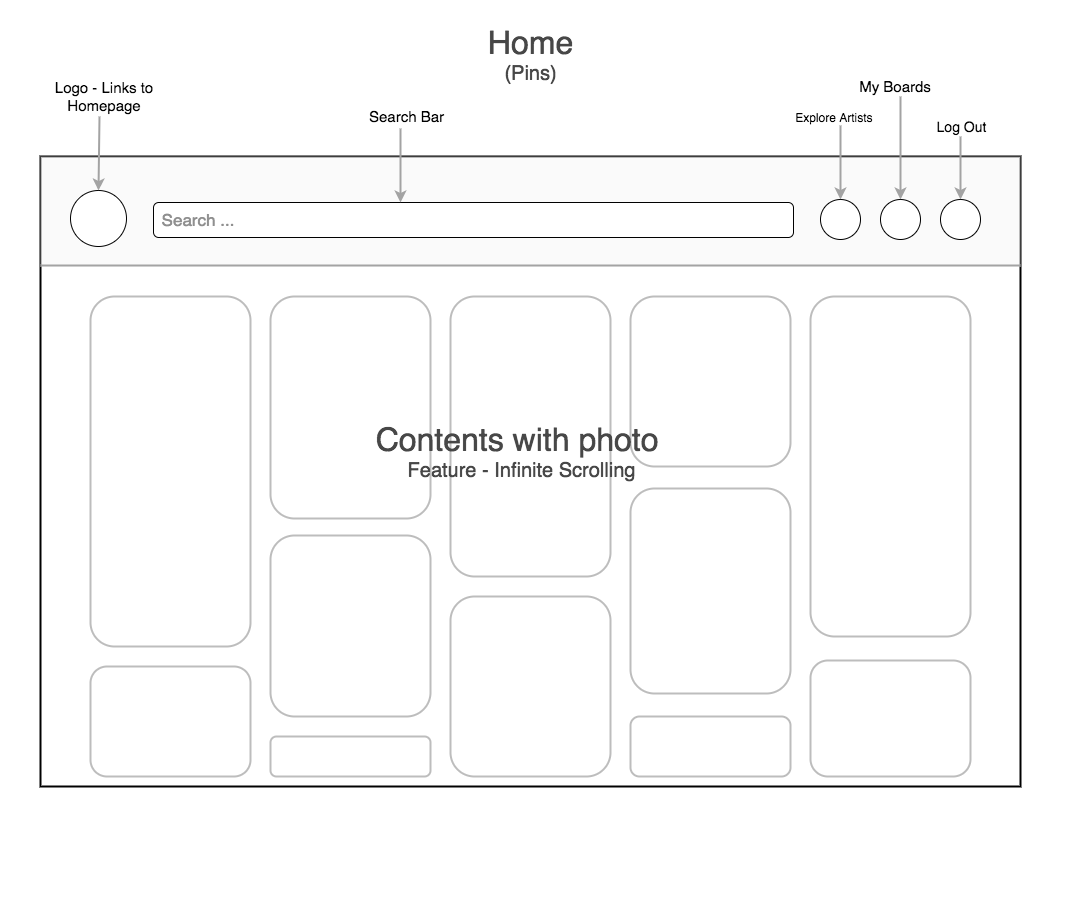 Home
(Pins)
Logo - Links to
Homepage
Search Bar
Explore Artists
My Boards
Log Out
Search ...
Contents with photo
Feature - Infinite Scrolling